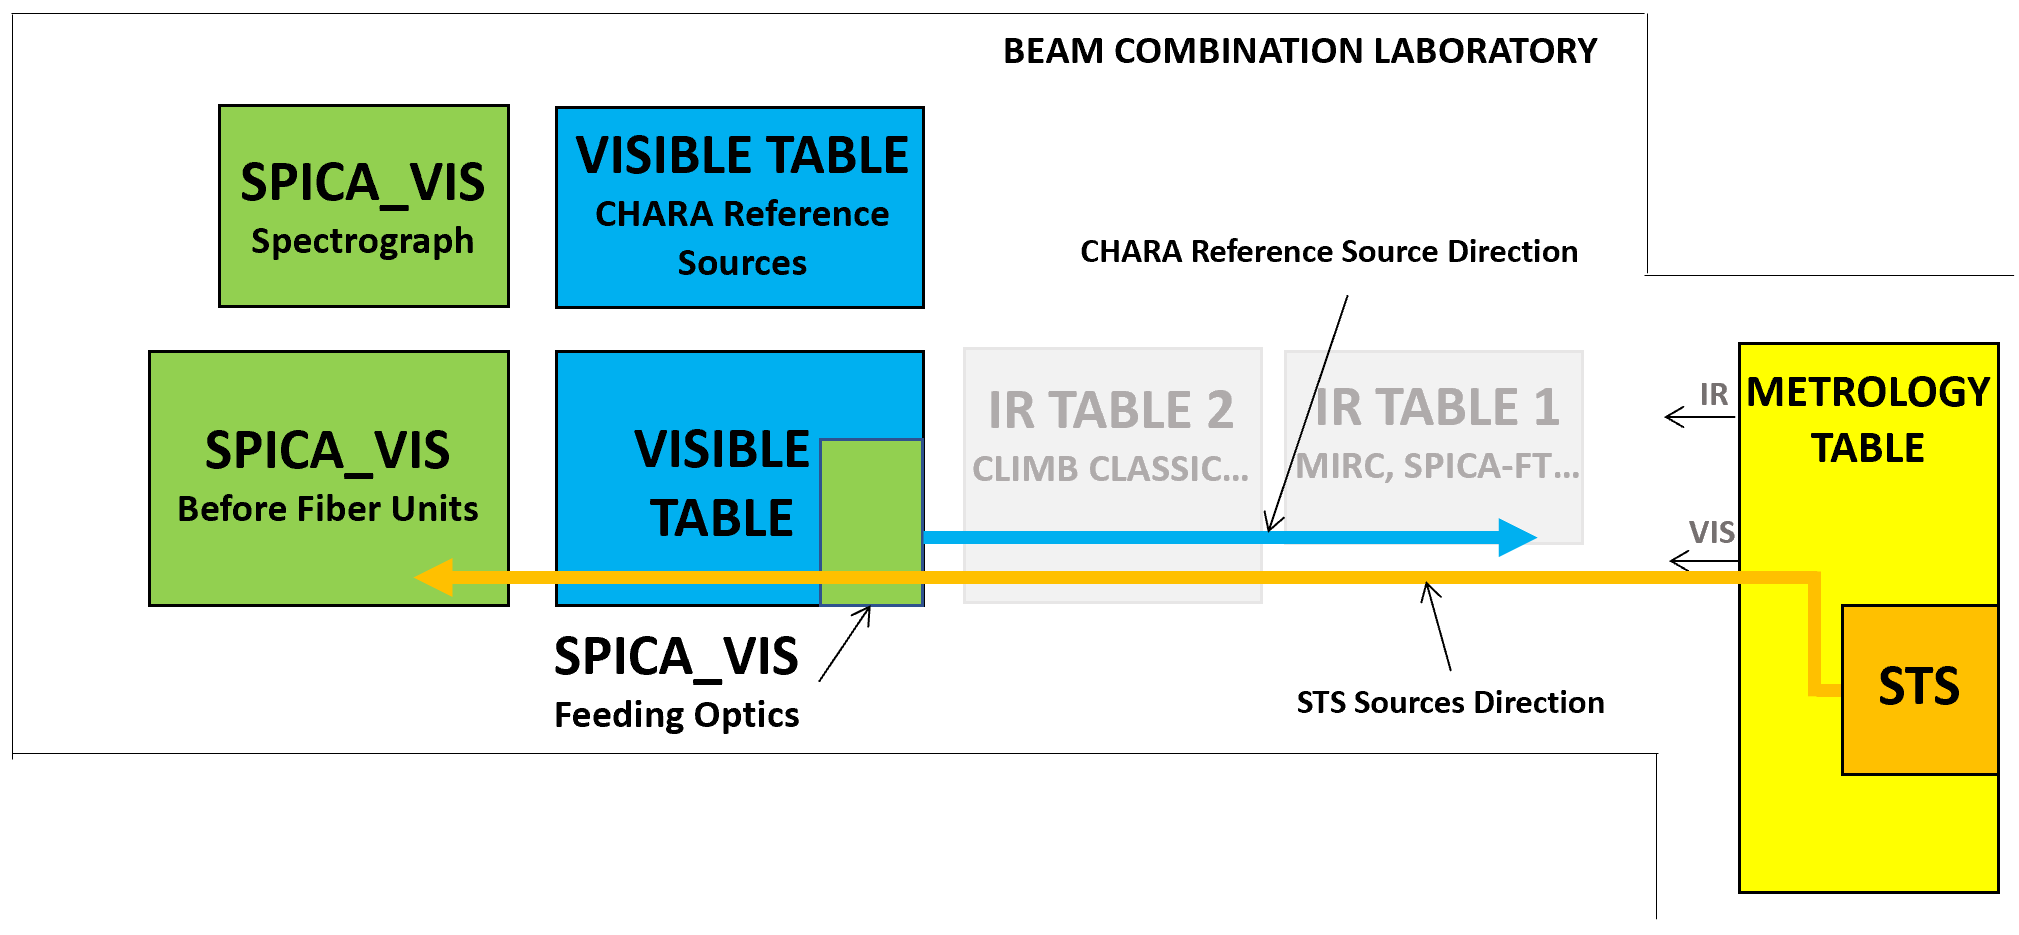 BEAM COMBINATION LABORATORY
SPICA_VIS
Spectrograph
VISIBLE TABLE
CHARA Reference
Sources
CHARA Reference Source Direction
SPICA_VIS
Before Fiber Units
VISIBLE
TABLE
IR TABLE 2
CLIMB CLASSIC...
IR TABLE 1
MIRC, SPICA-FT...
IR
VIS
METROLOGY
TABLE
SPICA_VIS
Feeding Optics
STS Sources Direction
STS